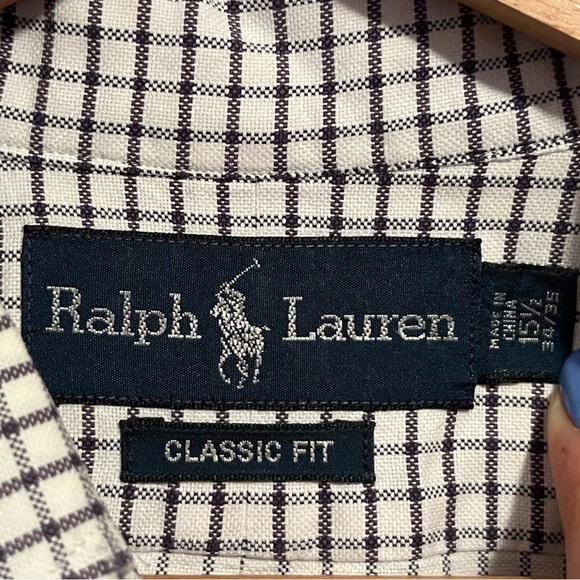 Ralph Lauren
MADE IN
CHINA
15½
34/35
CLASSIC FIT